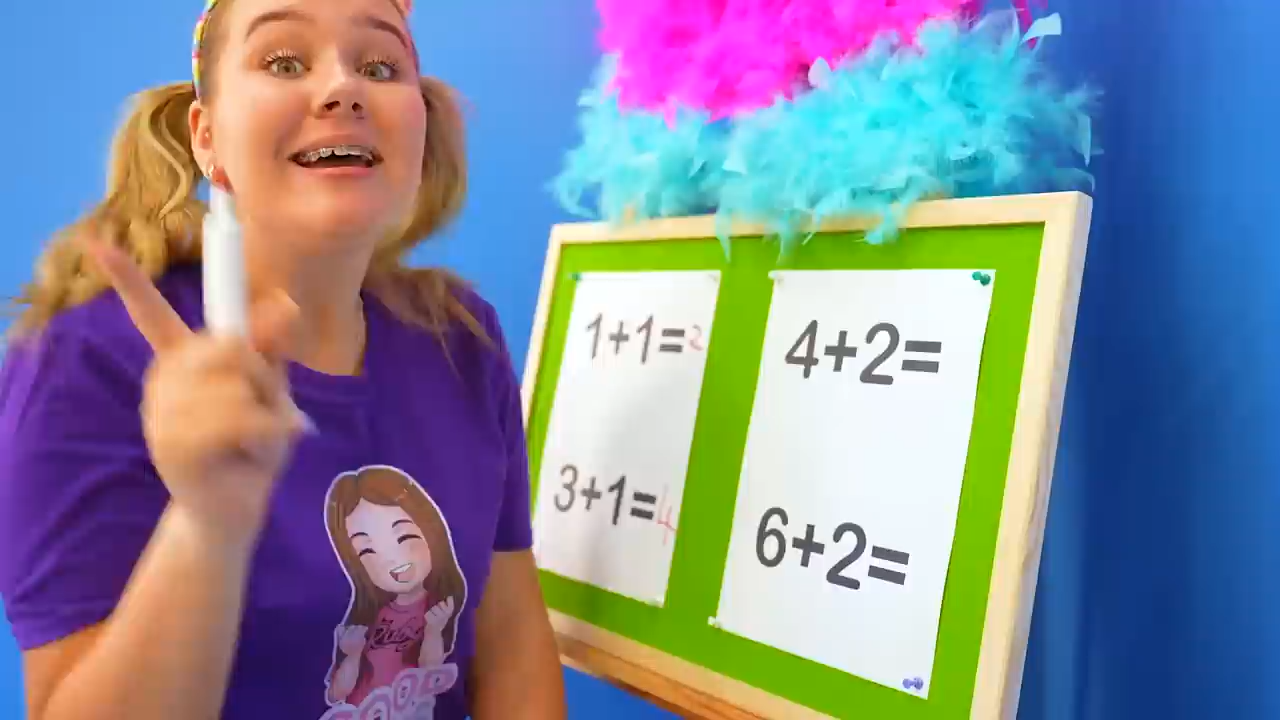 1+1=2
3+1=4
4+2=
6+2=